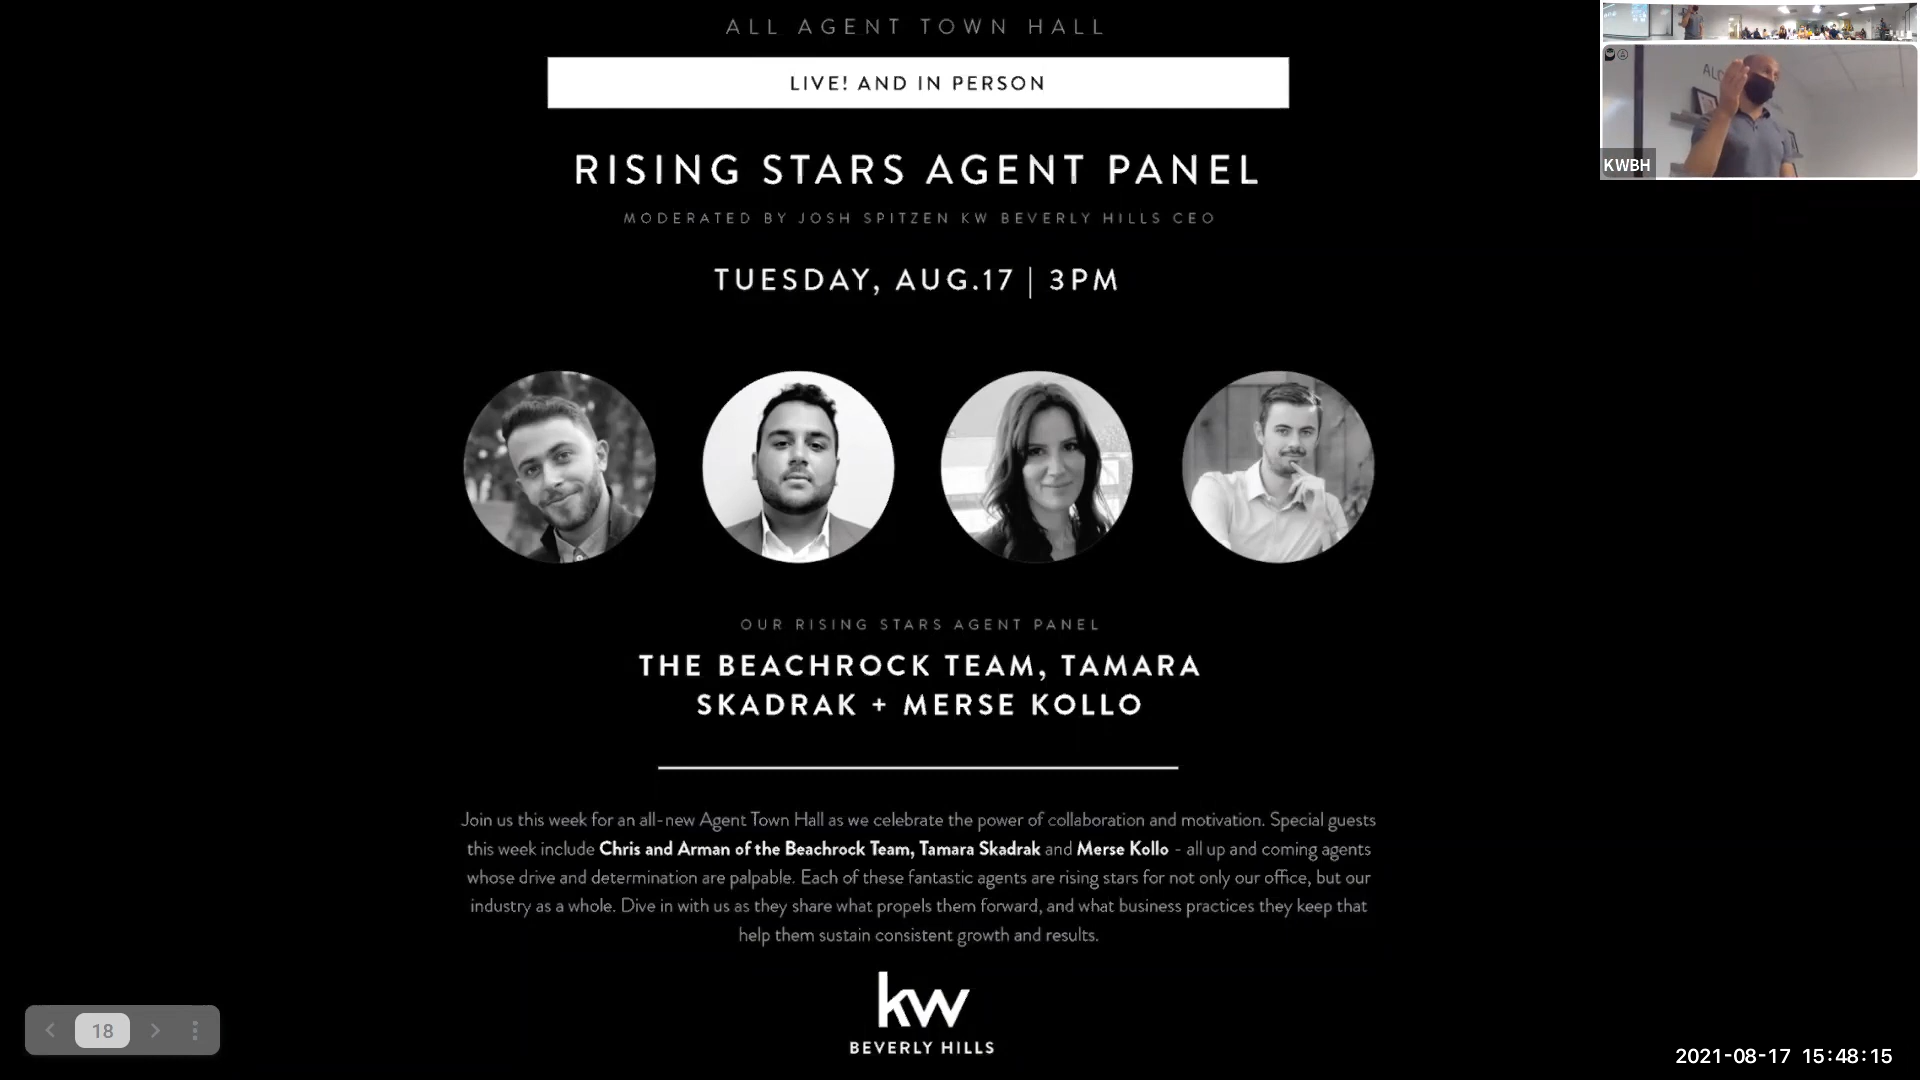 ALL AGENT TOWN HALL
LIVE! AND IN PERSON
RISING STARS AGENT PANEL
MODERATED BY JOSH SPITZEN KW BEVERLY HILLS CEO
TUESDAY, AUG.17 | 3PM
KWBH
OUR RISING STARS AGENT PANEL
THE BEACHROCK TEAM, TAMARA
SKADRAK + MERSE KOLLO
Join us this week for an all-new Agent Town Hall as we celebrate the power of collaboration and motivation. Special guests
this week include Chris and Arman of the Beachrock Team, Tamara Skadrak and Merse Kollo - all up and coming agents
whose drive and determination are palpable. Each of these fantastic agents are rising stars for not only our office, but our
industry as a whole. Dive in with us as they share what propels them forward, and what business practices they keep that
help them sustain consistent growth and results.
kw
BEVERLY HILLS
18
2021-08-17 15:48:15